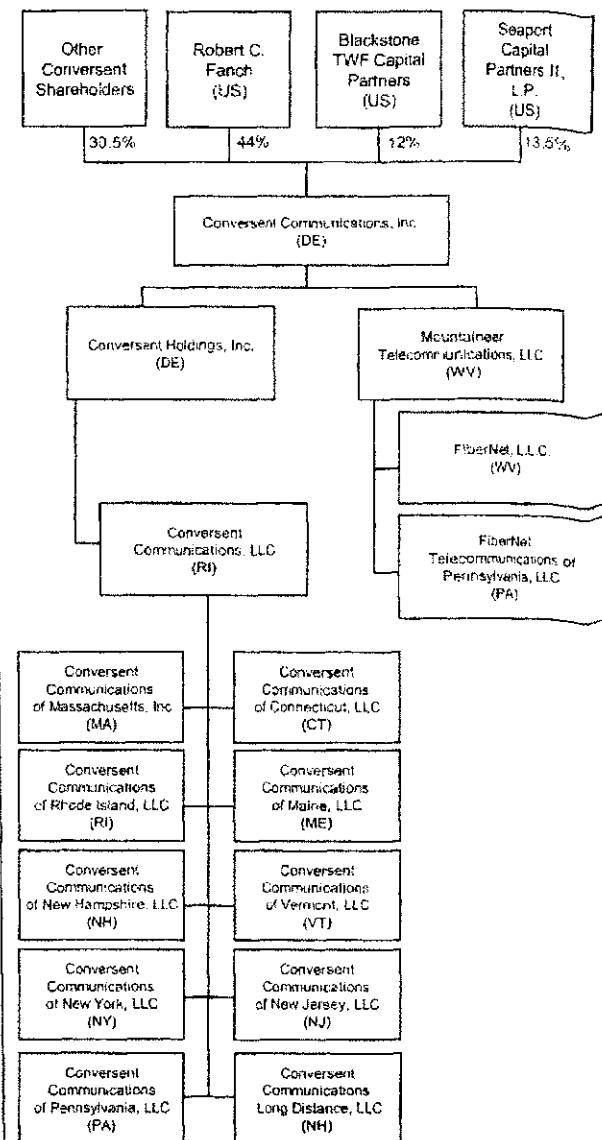 Other
Conversent
Shareholders
Robert C.
Fanch
(US)
Blackstone
TWF Capital
Partners
(US)
Seaport
Capital
Partners II,
L.P.
(US)
30.5%
44%
12%
13.5%
Conversent Communications, Inc
(DE)
Conversent Holdings, Inc.
(DE)
Mountaineer
Telecommunications, LLC
(WV)
FiberNet, L.L.C.
(WV)
Conversent
Communications, LLC
(RI)
FiberNet
Telecommunications of
Pennsylvania, LLC
(PA)
Conversent
Communications
of Massachusetts, Inc
(MA)
Conversent
Communications
of Connecticut, LLC
(CT)
Conversent
Communications
of Rhode Island, LLC
(RI)
Conversent
Communications
of Maine, LLC
(ME)
Conversent
Communications
of New Hampshire, LLC
(NH)
Conversent
Communications
of Vermont, LLC
(VT)
Conversent
Communications
of New York, LLC
(NY)
Conversent
Communications
of New Jersey, LLC
(NJ)
Conversent
Communications
of Pennsylvania, LLC
(PA)
Conversent
Communications
Long Distance, LLC
(NH)